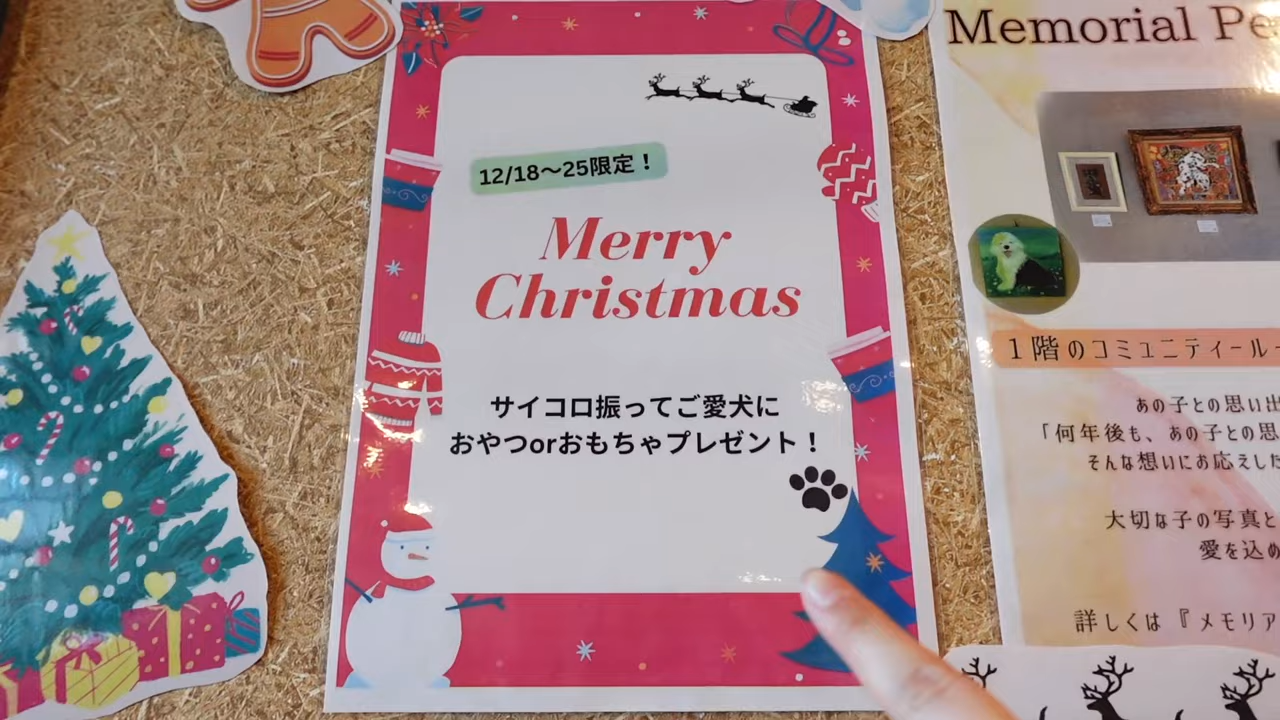 12/18〜25限定！
Merry
Christmas
サイコロ振ってご愛犬に
おやつorおもちゃプレゼント！
Memorial
1階のコミュニティール
あの子との思い出
「何年後も、あの子との思
そんな想いにお応えした
大切な子の写真と
愛を込め
詳しくは『メモリア